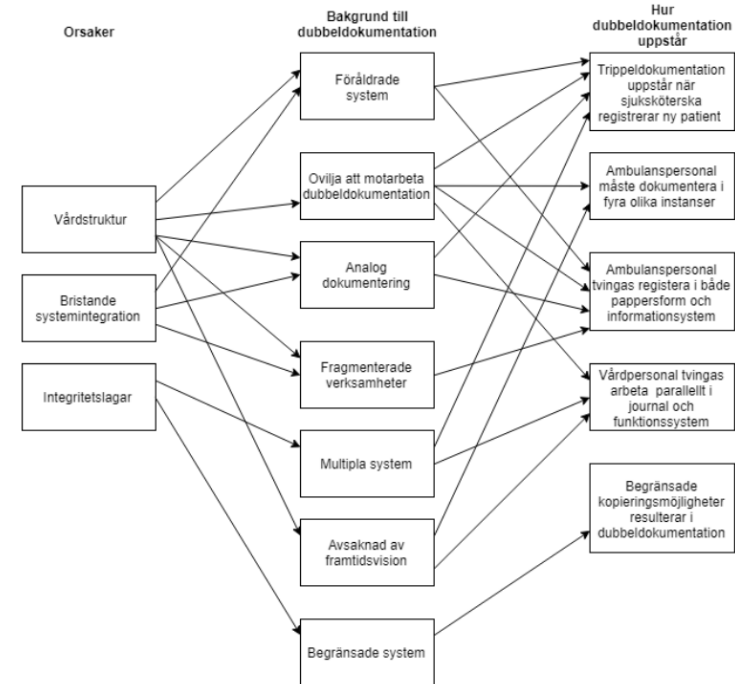 Orsaker
Bakgrund till
dubbeldokumentation
Hur
dubbeldokumentation
uppstår
Vårdstruktur
Bristande
systemintegration
Integritetslagar
Föråldrade
system
Ovilja att motarbeta
dubbeldokumentation
Analog
dokumentering
Fragmenterade
verksamheter
Multipla system
Avsaknad av
framtidsvision
Begränsade system
Trippeldokumentation
uppstår när
sjuksköterska
registrerar ny patient
Ambulanspersonal
måste dokumentera i
fyra olika instanser
Ambulanspersonal
tvingas registera i både
pappersform och
informationsystem
Vårdpersonal tvingas
arbeta parallellt i
journal och
funktionssystem
Begränsade
kopieringsmöjligheter
resulterar i
dubbeldokumentation